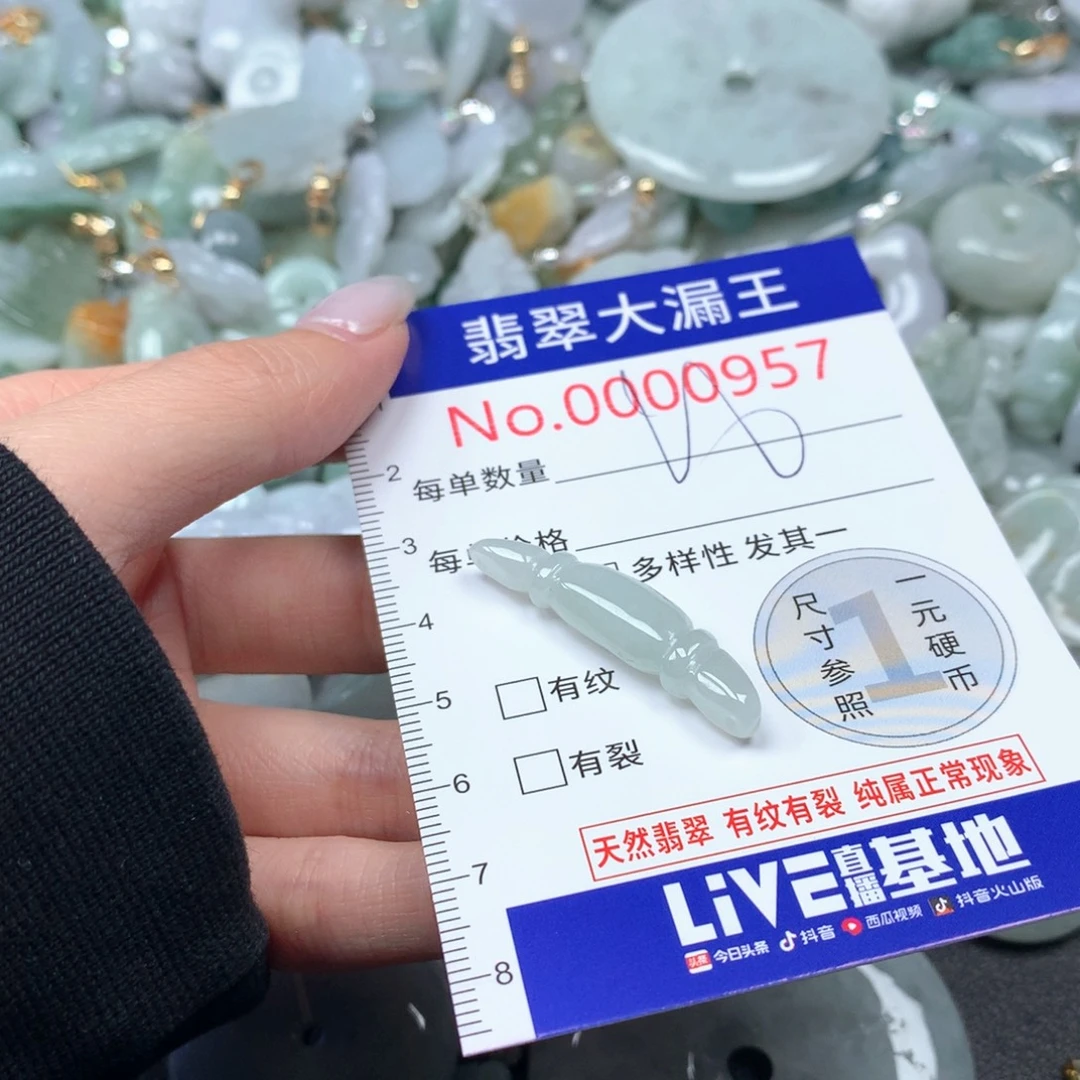 翡翠大漏王
No.0000957
每单数量
每 价格
多样性 发其一
尺寸参照
一元硬币
1
有纹
有裂
天然翡翠 有纹有裂 纯属正常现象
LiVE直播基地
头条 今日头条 抖音 西瓜视频 抖音火山版
1
2
3
4
5
6
7
8